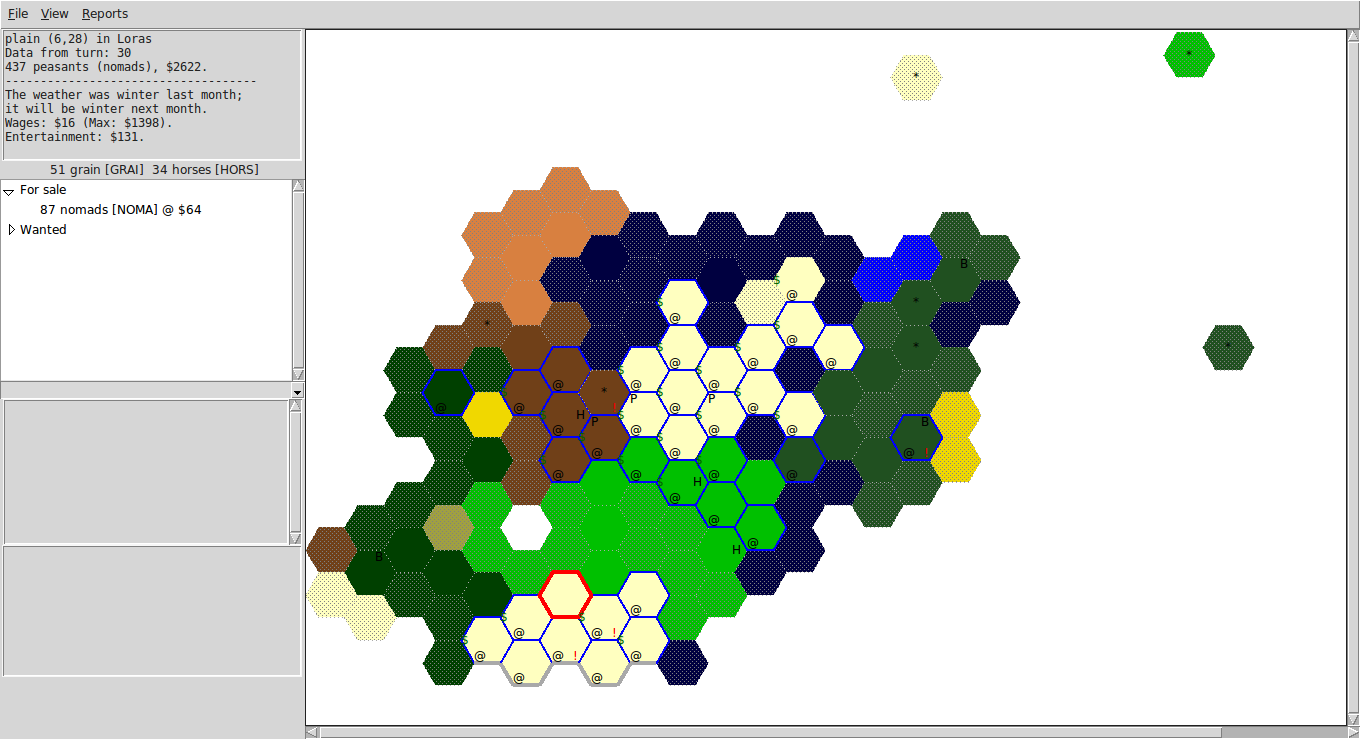 File View Reports
plain (6,28) in Loras
Data from turn: 30
437 peasants (nomads), $2622.
------------------------------------
The weather was winter last month;
it will be winter next month.
Wages: $16 (Max: $1398).
Entertainment: $131.
51 grain [GRAI] 34 horses [HORS]
For sale
87 nomads [NOMA] @ $64
Wanted